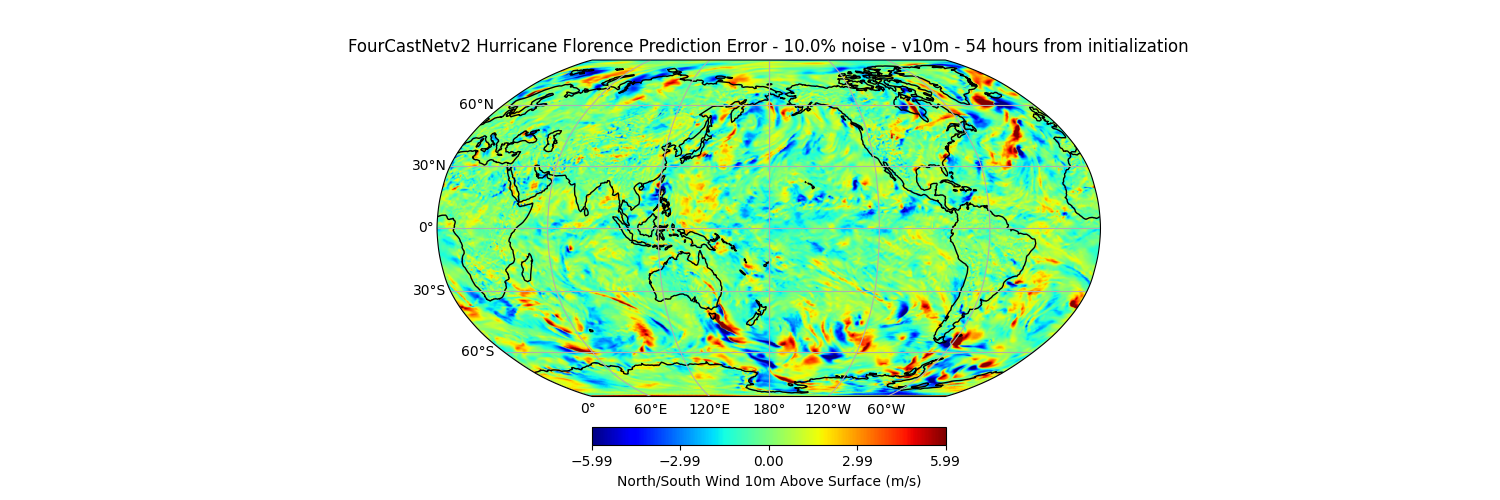 FourCastNetv2 Hurricane Florence Prediction Error - 10.0% noise - v10m - 54 hours from initialization
60°N
30°N
0°
30°S
60°S
0° 60°E 120°E 180° 120°W 60°W
−5.99 −2.99 0.00 2.99 5.99
North/South Wind 10m Above Surface (m/s)